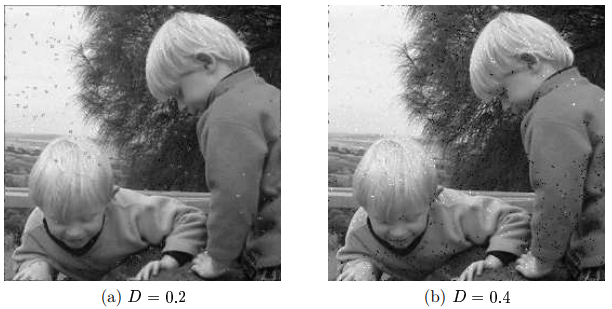 (a) D = 0.2
(b) D = 0.4